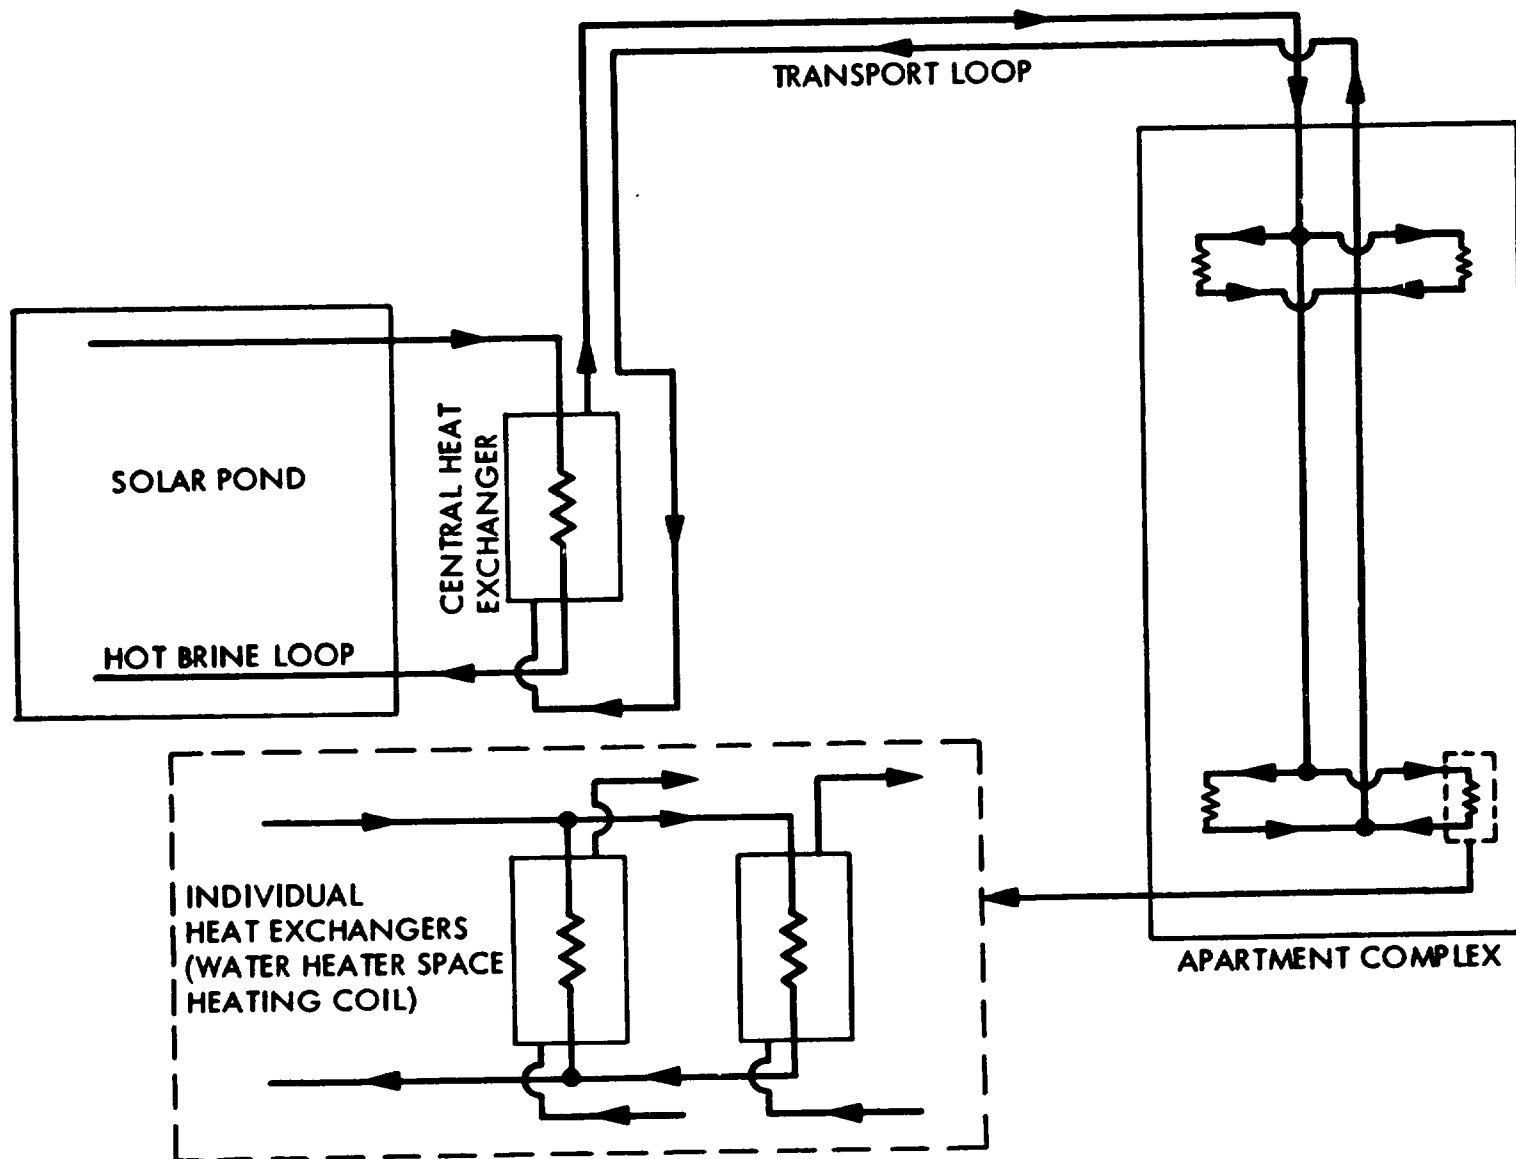 TRANSPORT LOOP
SOLAR POND
CENTRAL HEAT
EXCHANGER
HOT BRINE LOOP
INDIVIDUAL
HEAT EXCHANGERS
(WATER HEATER SPACE
HEATING COIL)
APARTMENT COMPLEX